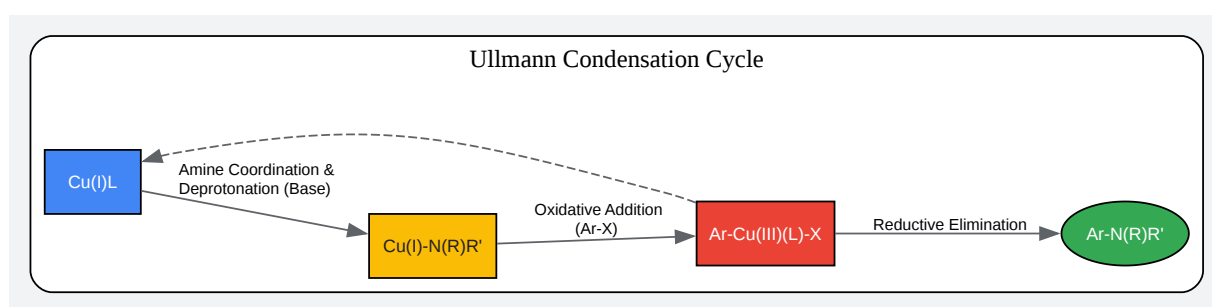 Ullmann Condensation Cycle
Cu(I)L
Amine Coordination &
Deprotonation (Base)
Cu(I)-N(R)R'
Oxidative Addition
(Ar-X)
Ar-Cu(III)(L)-X
Reductive Elimination
Ar-N(R)R'